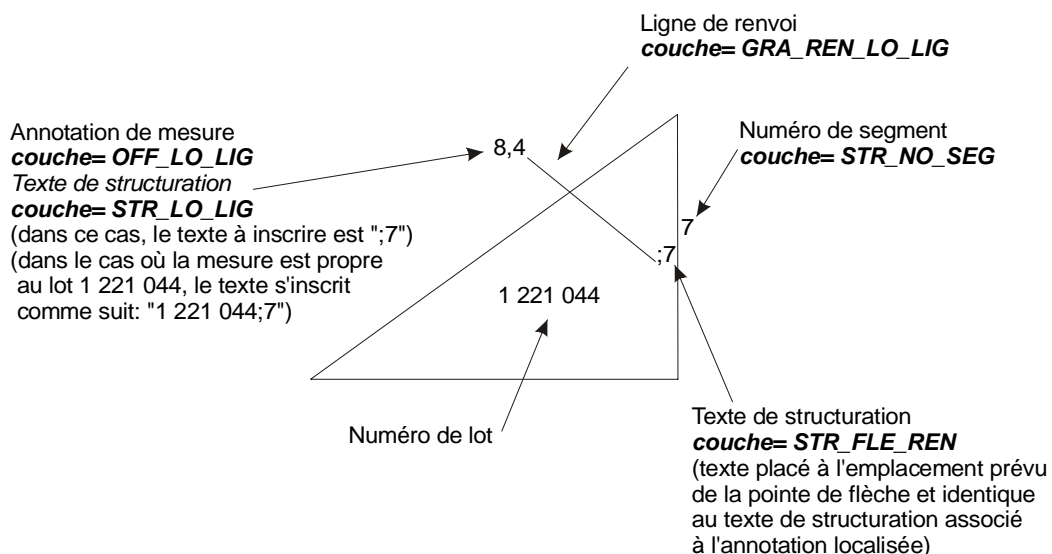 Ligne de renvoi
couche= GRA_REN_LO_LIG
Annotation de mesure
couche= OFF_LO_LIG
Texte de structuration
couche= STR_LO_LIG
(dans ce cas, le texte à inscrire est ";7")
(dans le cas où la mesure est propre
au lot 1 221 044, le texte s'inscrit
comme suit: "1 221 044;7")
8,4
Numéro de segment
couche= STR_NO_SEG
7
;7
1 221 044
Numéro de lot
Texte de structuration
couche= STR_FLE_REN
(texte placé à l'emplacement prévu
de la pointe de flèche et identique
au texte de structuration associé
à l'annotation localisée)